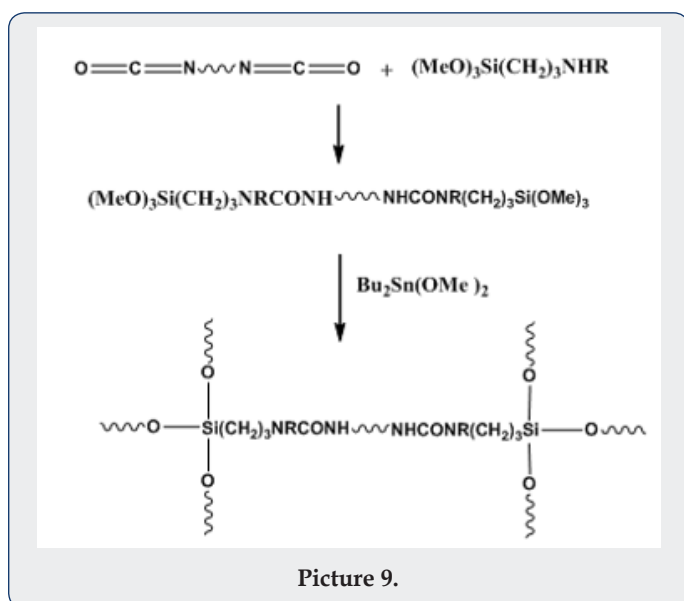 O=C=N~~~N=C=O + (MeO)₃Si(CH₂)₃NHR
(MeO)₃Si(CH₂)₃NRCONH~~~NHCONR(CH₂)₃Si(OMe)₃
Bu₂Sn(OMe )₂
O O
~~~O—Si(CH₂)₃NRCONH~~~NHCONR(CH₂)₃Si—O~~~
O O
Picture 9.